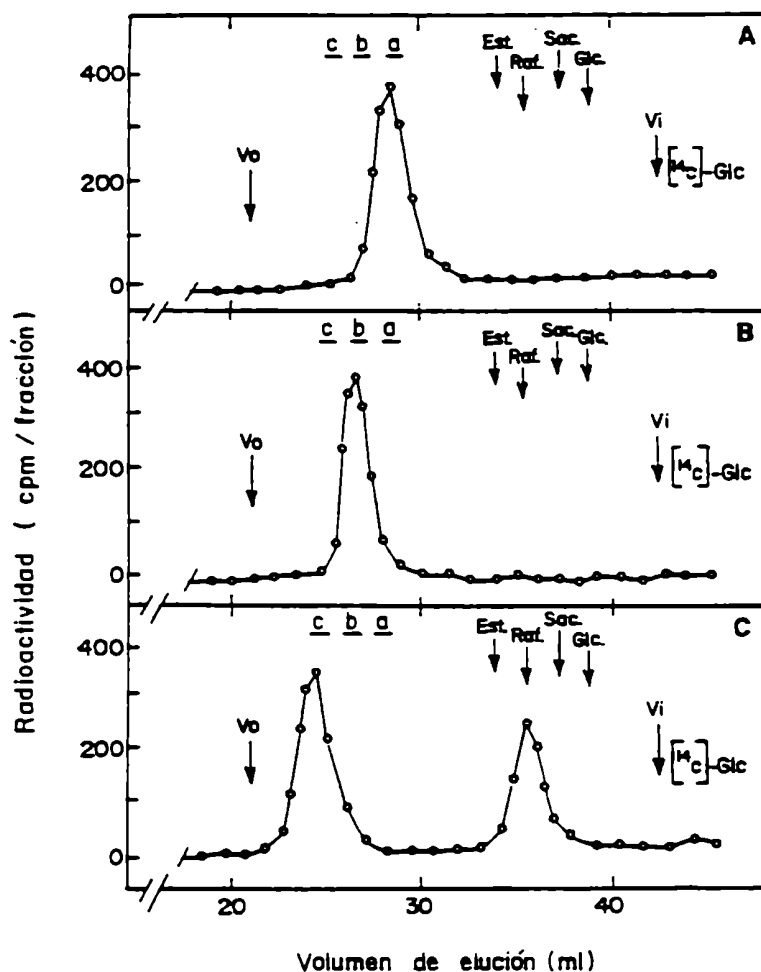 c b a
Est. Raf. Sac. Glc.
A
400
Vo
Vi
[¹⁴C]-Glc
200
0
c b a
Est. Raf. Sac. Glc.
B
400
Vo
Vi
[¹⁴C]-Glc
200
0
c b a
Est. Raf. Sac. Glc.
C
400
Vo
Vi
[¹⁴C]-Glc
200
0
20 30 40
Radioactividad ( cpm / fracción)
Volumen de elución (ml)